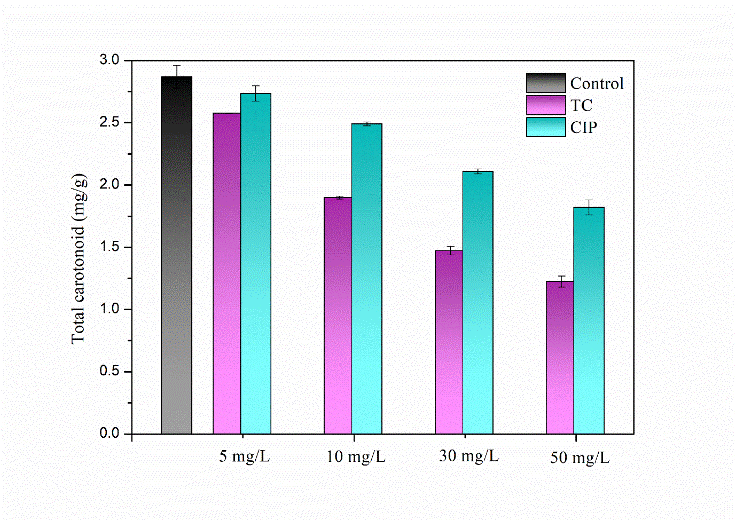 3.0
2.5
2.0
1.5
1.0
0.5
0.0
Total carotonoid (mg/g)
Control
TC
CIP
5 mg/L
10 mg/L
30 mg/L
50 mg/L